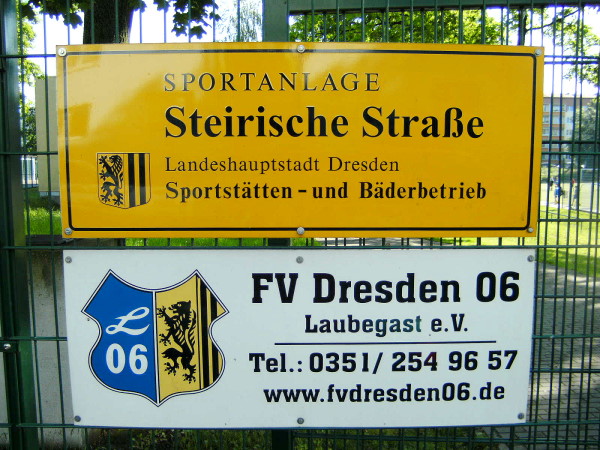 SPORTANLAGE
Steirische Straße
Landeshauptstadt Dresden
Sportstätten - und Bäderbetrieb
L
06
FV Dresden 06
Laubegast e.V.
Tel.: 0351/ 254 96 57
www.fvdresden06.de